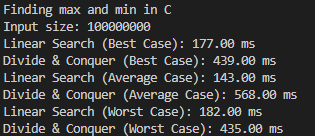 Finding max and min in C
Input size: 100000000
Linear Search (Best Case): 177.00 ms
Divide & Conquer (Best Case): 439.00 ms
Linear Search (Average Case): 143.00 ms
Divide & Conquer (Average Case): 568.00 ms
Linear Search (Worst Case): 182.00 ms
Divide & Conquer (Worst Case): 435.00 ms